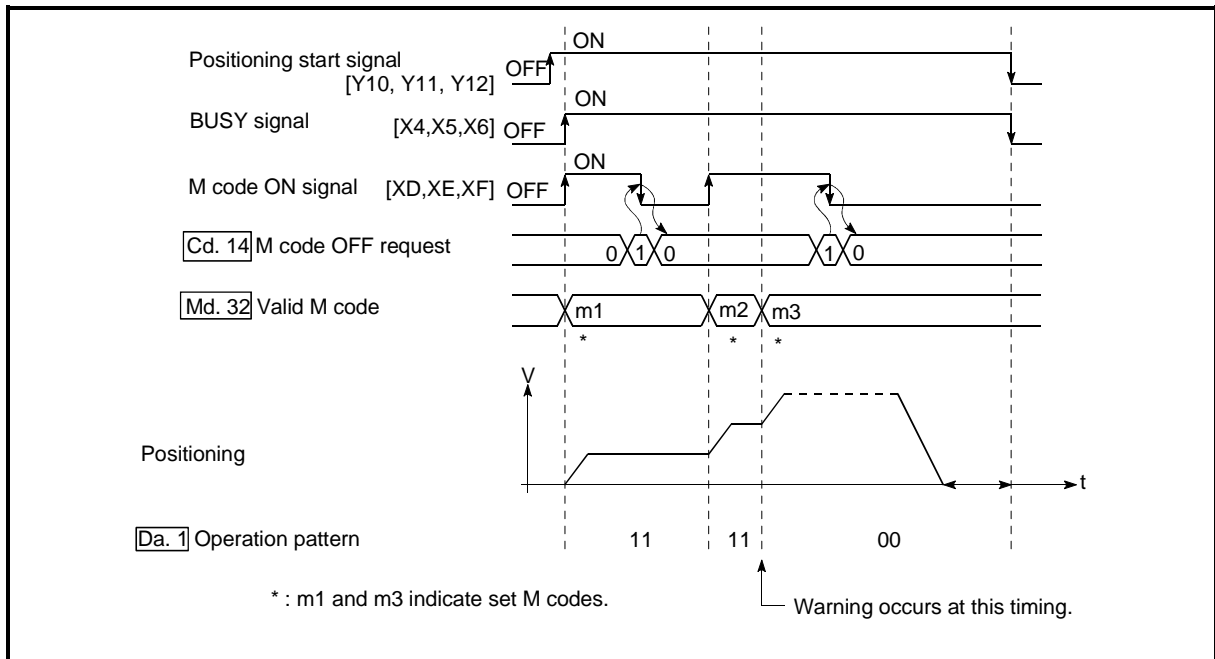 ON
Positioning start signal
OFF
[Y10, Y11, Y12]
ON
BUSY signal [X4,X5,X6] OFF
ON
M code ON signal [XD,XE,XF] OFF
Cd. 14 M code OFF request 0 1 0 1 0
Md. 32 Valid M code m1 m2 m3
* * *
V
Positioning
t
Da. 1 Operation pattern 11 11 00
* : m1 and m3 indicate set M codes.
Warning occurs at this timing.